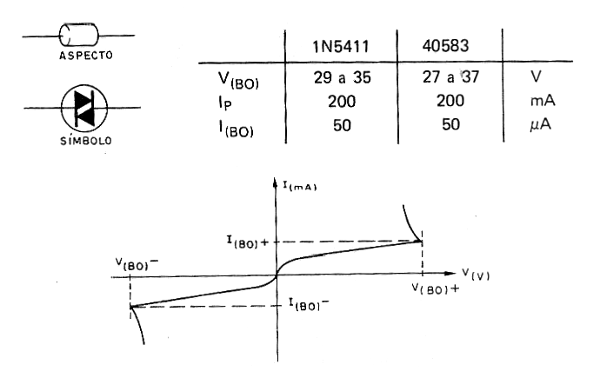 ASPECTO
SÍMBOLO
1N5411 40583
V(BO) 29 a 35 27 a 37 V
IP 200 200 mA
I(BO) 50 50 μA
I(mA)
I(BO)+
V(BO)-
V(V)
V(BO)+
I(BO)-